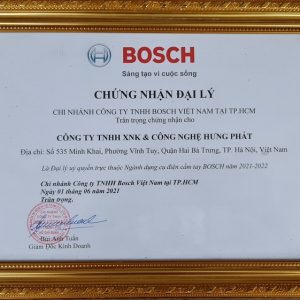 BOSCH
Sáng tạo vì cuộc sống
CHỨNG NHẬN ĐẠI LÝ
CHI NHÁNH CÔNG TY TNHH BOSCH VIỆT NAM TẠI TP.HCM
Trân trọng chứng nhận cho
CÔNG TY TNHH XNK & CÔNG NGHỆ HƯNG PHÁT
Địa chỉ: Số 535 Minh Khai, Phường Vĩnh Tuy, Quận Hai Bà Trưng, TP. Hà Nội, Việt Nam
Là Đại lý uỷ quyền trực thuộc Ngành dụng cụ điện cầm tay BOSCH năm 2021-2022
Chi nhánh Công ty TNHH Bosch Việt Nam tại TP.HCM
Ngày 01 tháng 06 năm 2021
Trân trọng,
Bùi Anh Tuấn
Giám Đốc Kinh Doanh